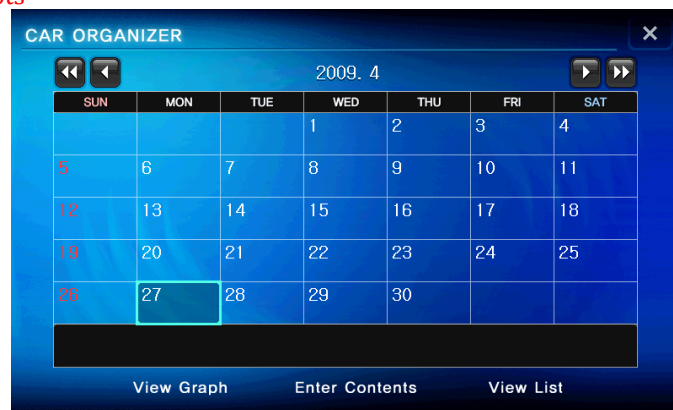 CAR ORGANIZER
2009. 4
SUN MON TUE WED THU FRI SAT
1 2 3 4
5 6 7 8 9 10 11
12 13 14 15 16 17 18
19 20 21 22 23 24 25
26 27 28 29 30
View Graph Enter Contents View List